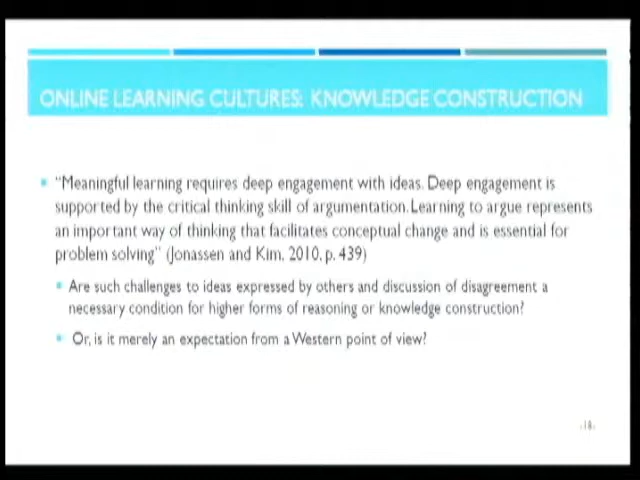 ONLINE LEARNING CULTURES: KNOWLEDGE CONSTRUCTION
"Meaningful learning requires deep engagement with ideas. Deep engagement is
supported by the critical thinking skill of argumentation. Learning to argue represents
an important way of thinking that facilitates conceptual change and is essential for
problem solving" (Jonassen and Kim, 2010, p. 439)
Are such challenges to ideas expressed by others and discussion of disagreement a
necessary condition for higher forms of reasoning or knowledge construction?
Or, is it merely an expectation from a Western point of view?
-18-